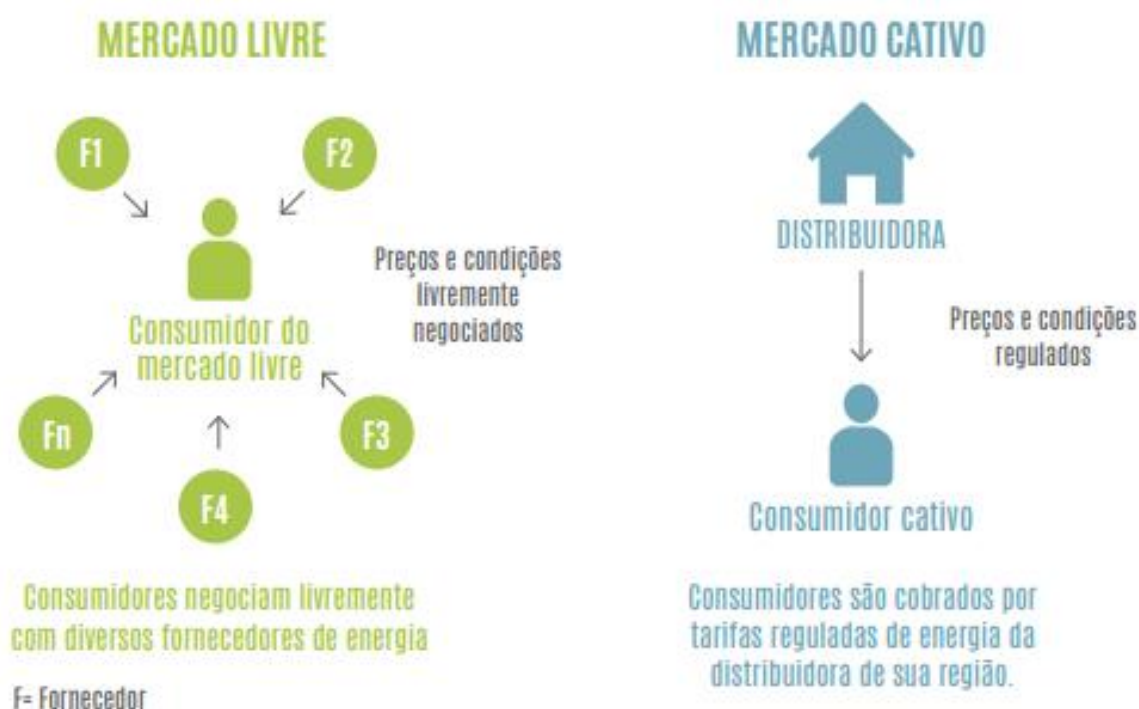 MERCADO LIVRE
F1
F2
Consumidor do
mercado livre
Preços e condições
livremente
negociados
Fn
F3
F4
Consumidores negociam livremente
com diversos fornecedores de energia
F= Fornecedor
MERCADO CATIVO
DISTRIBUIDORA
Preços e condições
regulados
Consumidor cativo
Consumidores são cobrados por
tarifas reguladas de energia da
distribuidora de sua região.